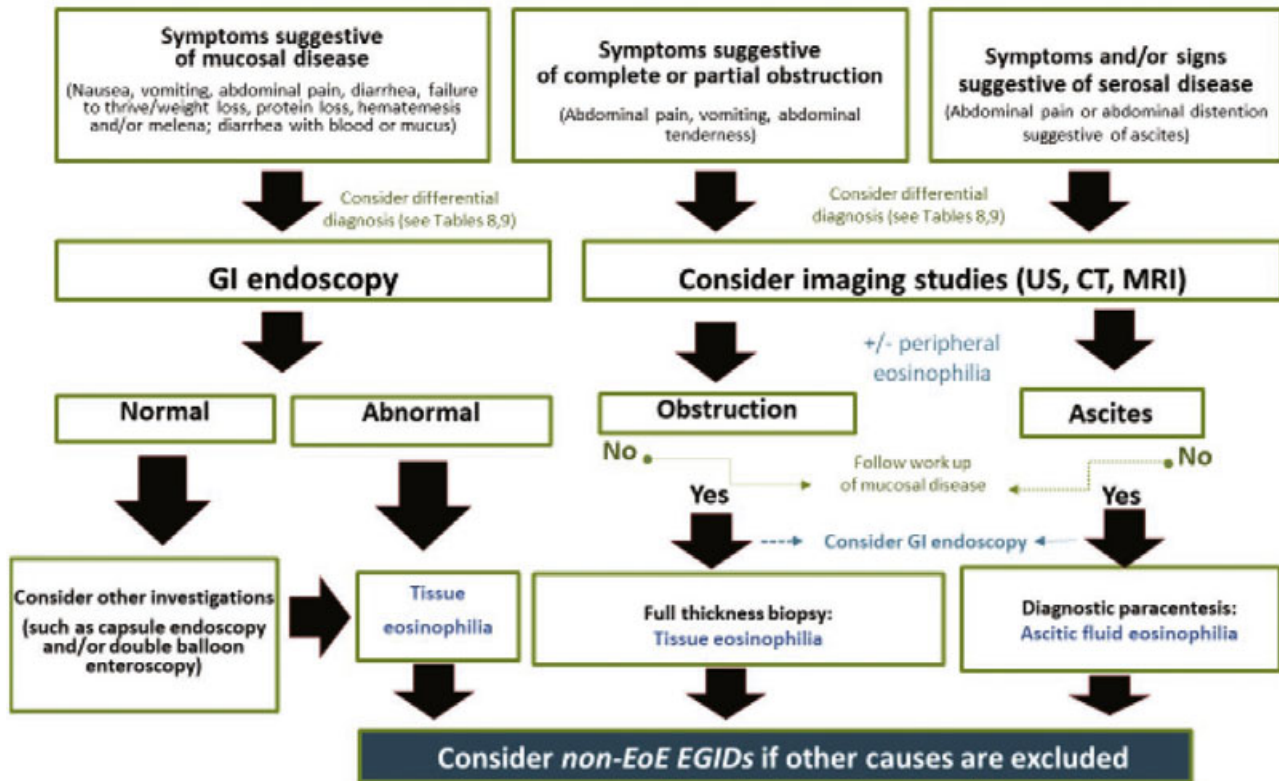 Symptoms suggestive
of mucosal disease
(Nausea, vomiting, abdominal pain, diarrhea, failure
to thrive/weight loss, protein loss, hematemesis
and/or melena; diarrhea with blood or mucus)
Symptoms suggestive
of complete or partial obstruction
(Abdominal pain, vomiting, abdominal
tenderness)
Symptoms and/or signs
suggestive of serosal disease
(Abdominal pain or abdominal distention
suggestive of ascites)
Consider differential
diagnosis (see Tables 8,9)
Consider differential
diagnosis (see Tables 8,9)
GI endoscopy
Consider imaging studies (US, CT, MRI)
+/- peripheral
eosinophilia
Normal
Abnormal
Obstruction
Ascites
No
Follow work up
of mucosal disease
No
Yes
Yes
Consider GI endoscopy
Consider other investigations
(such as capsule endoscopy
and/or double balloon
enteroscopy)
Tissue
eosinophilia
Full thickness biopsy:
Tissue eosinophilia
Diagnostic paracentesis:
Ascitic fluid eosinophilia
Consider non-EoE EGIDs if other causes are excluded